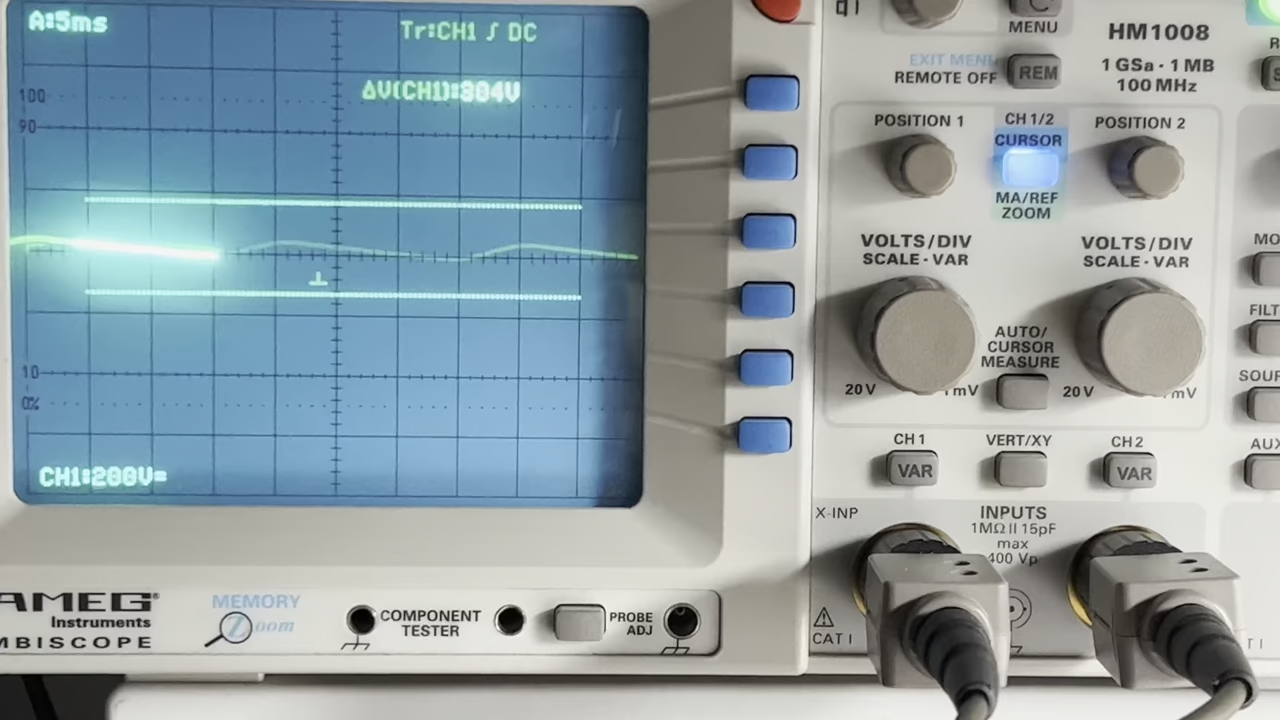 A:5ms
Tr:CH1 ∫ DC
ΔV(CH1):304V
100
90
10
0%
CH1:200V=
MENU
HM1008
EXIT MENU
REMOTE OFF
REM
1 GSa · 1 MB
100 MHz
POSITION 1
CH 1/2
CURSOR
POSITION 2
MA/REF
ZOOM
VOLTS/DIV
SCALE · VAR
VOLTS/DIV
SCALE · VAR
AUTO/
CURSOR
MEASURE
20 V
mV
20 V
mV
CH 1
VERT/XY
CH 2
VAR
VAR
X-INP
INPUTS
1MΩ II 15pF
max
400 Vp
CAT I
AMEG®
Instruments
MBISCOPE
MEMORY
Zoom
COMPONENT
TESTER
PROBE
ADJ
MO
FILT
SOUR
AUX